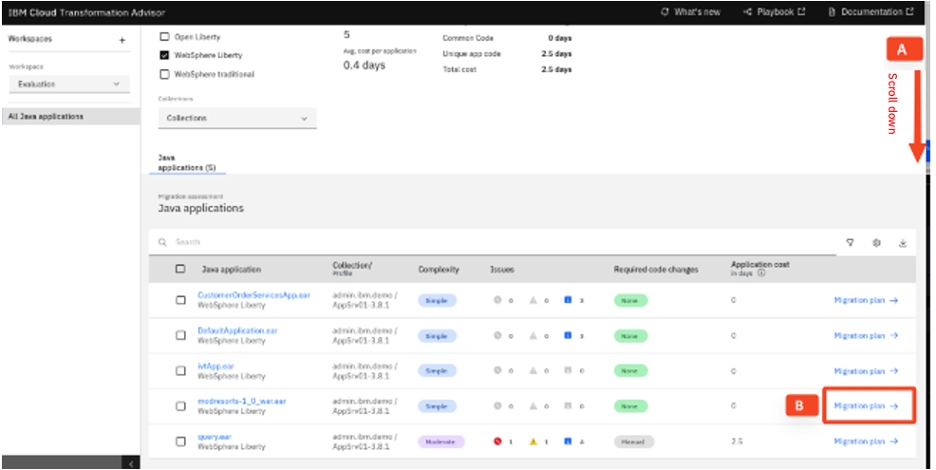 IBM Cloud Transformation Advisor
What's new
Playbook
Documentation
Workspaces
+
Workspace
Evaluation
All Java applications
Open Liberty
WebSphere Liberty
WebSphere traditional
5
Avg. cost per application
0.4 days
Common Code 0 days
Unique app code 2.5 days
Total cost 2.5 days
A
Scroll down
Collections
Collections
Java
applications (5)
Migration assessment
Java applications
Search
Java application
Collection/
Profile
Complexity
Issues
Required code changes
Application cost
in days
CustomerOrderServicesApp.ear
WebSphere Liberty
admin.ibm.demo /
AppSrv01-3.8.1
Simple
0 0 3
None
0
Migration plan →
DefaultApplication.ear
WebSphere Liberty
admin.ibm.demo /
AppSrv01-3.8.1
Simple
0 0 3
None
0
Migration plan →
ivtApp.ear
WebSphere Liberty
admin.ibm.demo /
AppSrv01-3.8.1
Simple
0 0 0
None
0
Migration plan →
modresorts-1_0_war.ear
WebSphere Liberty
admin.ibm.demo /
AppSrv01-3.8.1
Simple
0 0 0
None
0
B
Migration plan →
query.ear
WebSphere Liberty
admin.ibm.demo /
AppSrv01-3.8.1
Moderate
1 1 4
Manual
2.5
Migration plan →